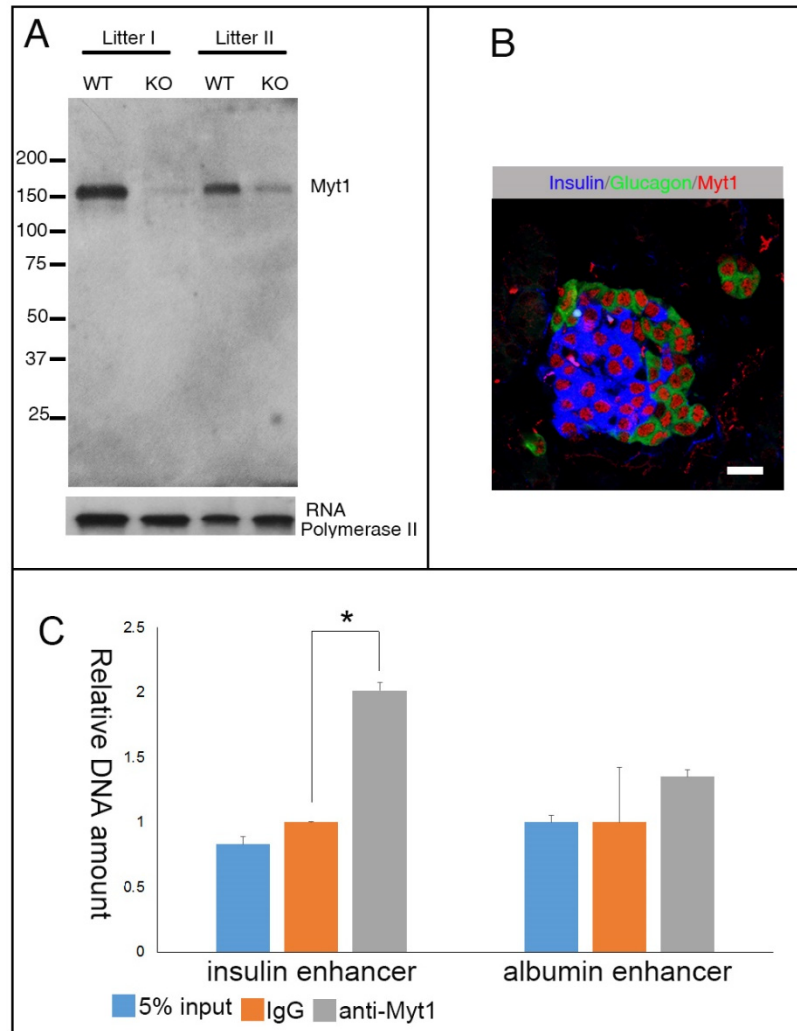 A
Litter I Litter II
WT KO WT KO
200
150
100
75
50
37
25
Myt1
RNA
Polymerase II
B
Insulin/Glucagon/Myt1
C
Relative DNA amount
2.5
2
1.5
1
0.5
0
*
insulin enhancer albumin enhancer
5% input IgG anti-Myt1